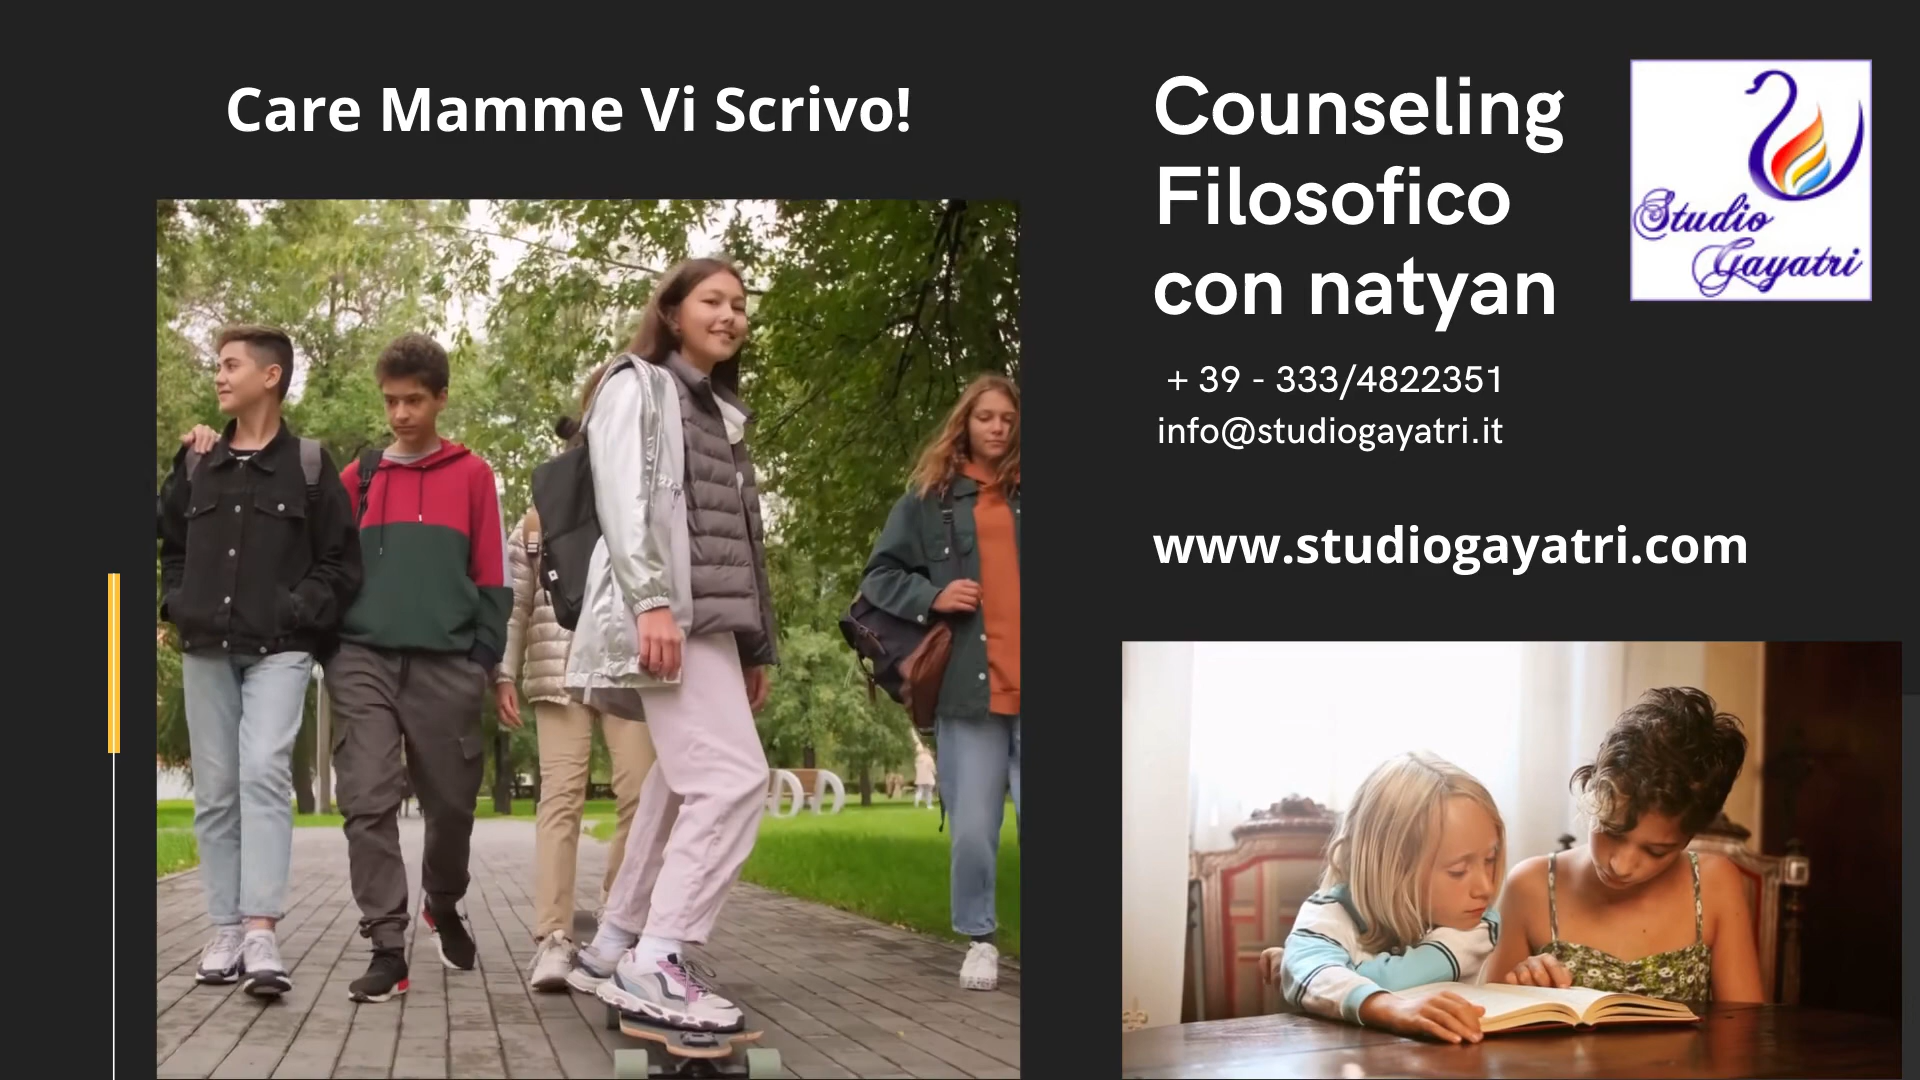 Care Mamme Vi Scrivo!
Counseling
Filosofico
con natyan
+ 39 - 333/4822351
info@studiogayatri.it
www.studiogayatri.com
Studio
Gayatri